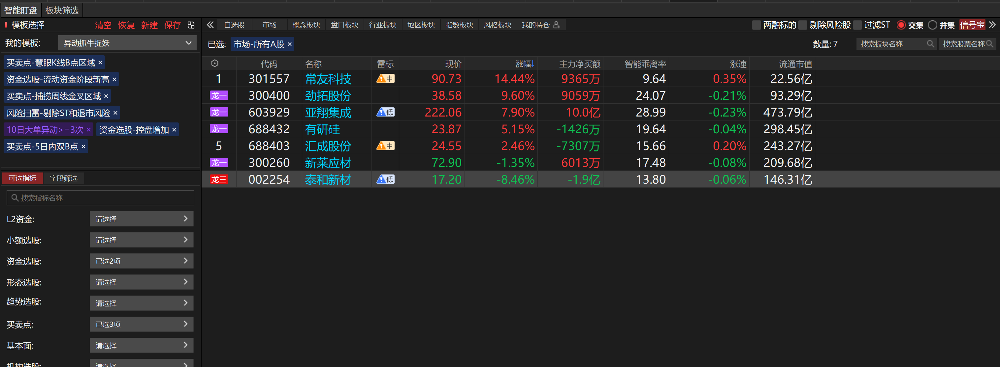 智能盯盘 板块筛选
模板选择 清空 恢复 新建 保存
我的模板: 异动抓牛捉妖
买卖点-慧眼K线B点区域 ×
资金选股-流动资金阶段新高 ×
买卖点-捕捞周线金叉区域 ×
风险扫雷-剔除ST和退市风险 ×
10日大单异动>=3次 × 资金选股-控盘增加 ×
买卖点-5日内双B点 ×
可选指标 字段筛选
搜索指标名称
L2资金: 请选择
小额选股: 请选择
资金选股: 已选2项
形态选股: 请选择
趋势选股: 请选择
买卖点: 已选3项
基本面: 请选择
机构选股: 请选择
自选股 市场 概念板块 盘口板块 行业板块 地区板块 指数板块 风格板块 我的持仓 两融标的 剔除风险股 过滤ST 交集 并集 信号宝
已选: 市场-所有A股 × 数量: 7 搜索板块名称 搜索股票名称
代码 名称 雷标 现价 涨幅↓ 主力净买额 智能乖离率 涨速 流通市值
1 301557 常友科技 中 90.73 14.44% 9365万 9.64 0.35% 22.56亿
龙一 300400 劲拓股份 38.58 9.60% 9059万 24.07 -0.21% 93.29亿
龙一 603929 亚翔集成 低 222.06 7.90% 10.0亿 28.99 -0.23% 473.79亿
龙一 688432 有研硅 23.87 5.15% -1426万 19.64 -0.04% 298.45亿
5 688403 汇成股份 中 24.55 2.46% -7307万 15.66 0.20% 243.27亿
龙一 300260 新莱应材 72.90 -1.35% 6013万 17.48 -0.08% 209.68亿
龙三 002254 泰和新材 低 17.20 -8.46% -1.9亿 13.80 -0.06% 146.31亿